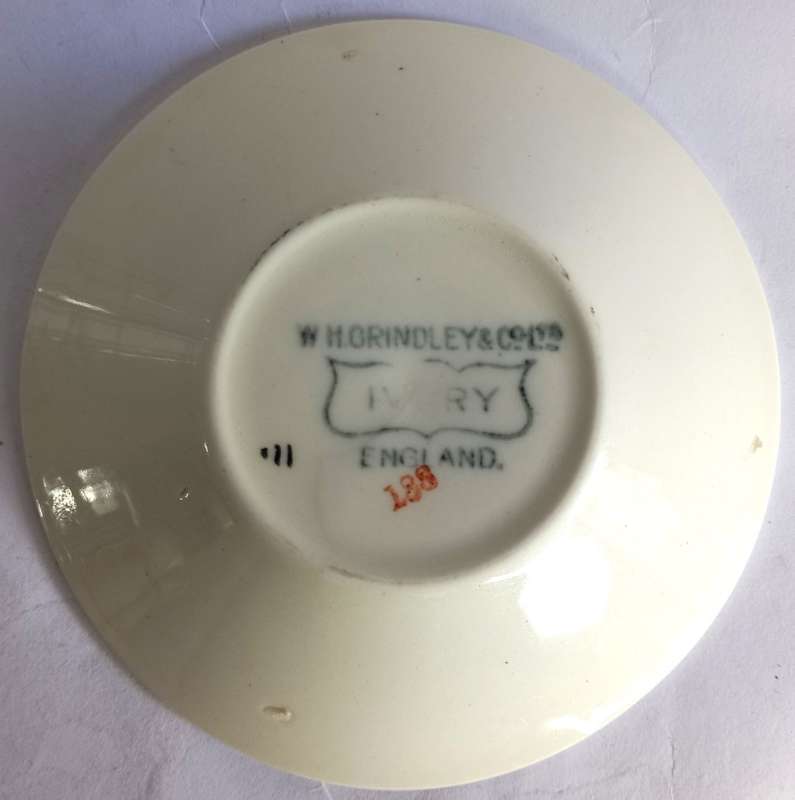 W.H.GRINDLEY&Co LTD
IVORY
ENGLAND.
138